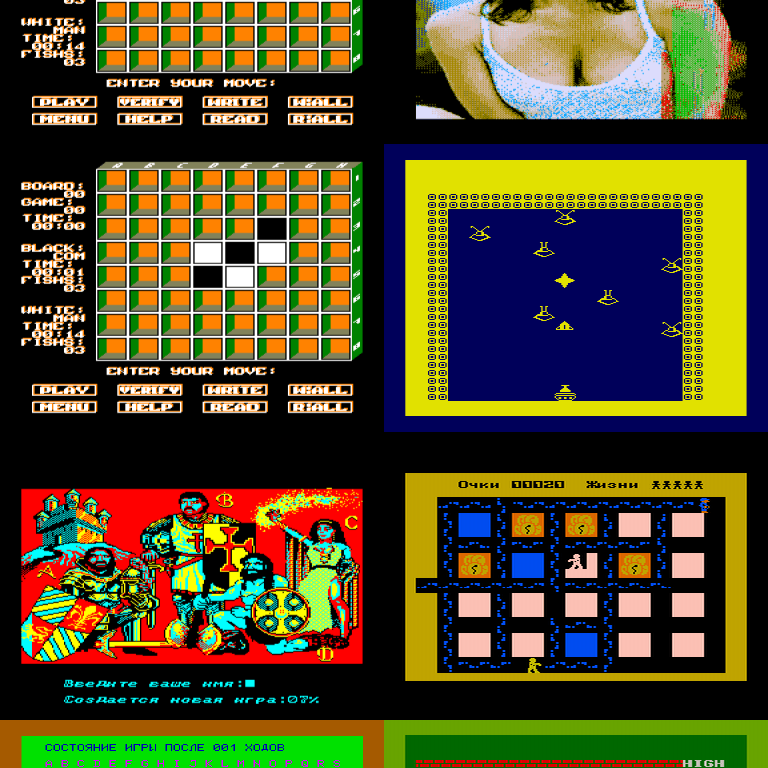 03
WHITE:
MAN
TIME:
00:14
FISHS:
03
ENTER YOUR MOVE:
PLAY VERIFY WRITE W:ALL
MENU HELP READ R:ALL
A B C D E F G H
BOARD:
00
GAME:
00
TIME:
00:00
BLACK:
COM
TIME:
00:01
FISHS:
03
WHITE:
MAN
TIME:
00:14
FISHS:
03
ENTER YOUR MOVE:
PLAY VERIFY WRITE W:ALL
MENU HELP READ R:ALL
A
B
C
D
Введите ваше имя:
Создается новая игра:07%
Очки 00020 Жизни
СОСТОЯНИЕ ИГРЫ ПОСЛЕ 001 ХОДОВ
A B C D E F G H I J K L M N O P Q R S
HIGH